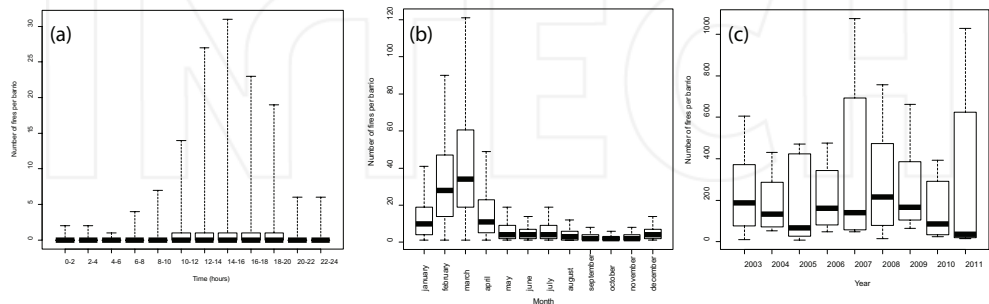 INTECH
(a)
Number of fires per barrio
30
25
20
15
10
5
0
0-2 2-4 4-6 6-8 8-10 10-12 12-14 14-16 16-18 18-20 20-22 22-24
Time (hours)
(b)
Number of fires per barrio
120
100
80
60
40
20
0
january february march april may june july august september october november december
Month
(c)
Number of fires per barrio
1000
800
600
400
200
0
2003 2004 2005 2006 2007 2008 2009 2010 2011
Year